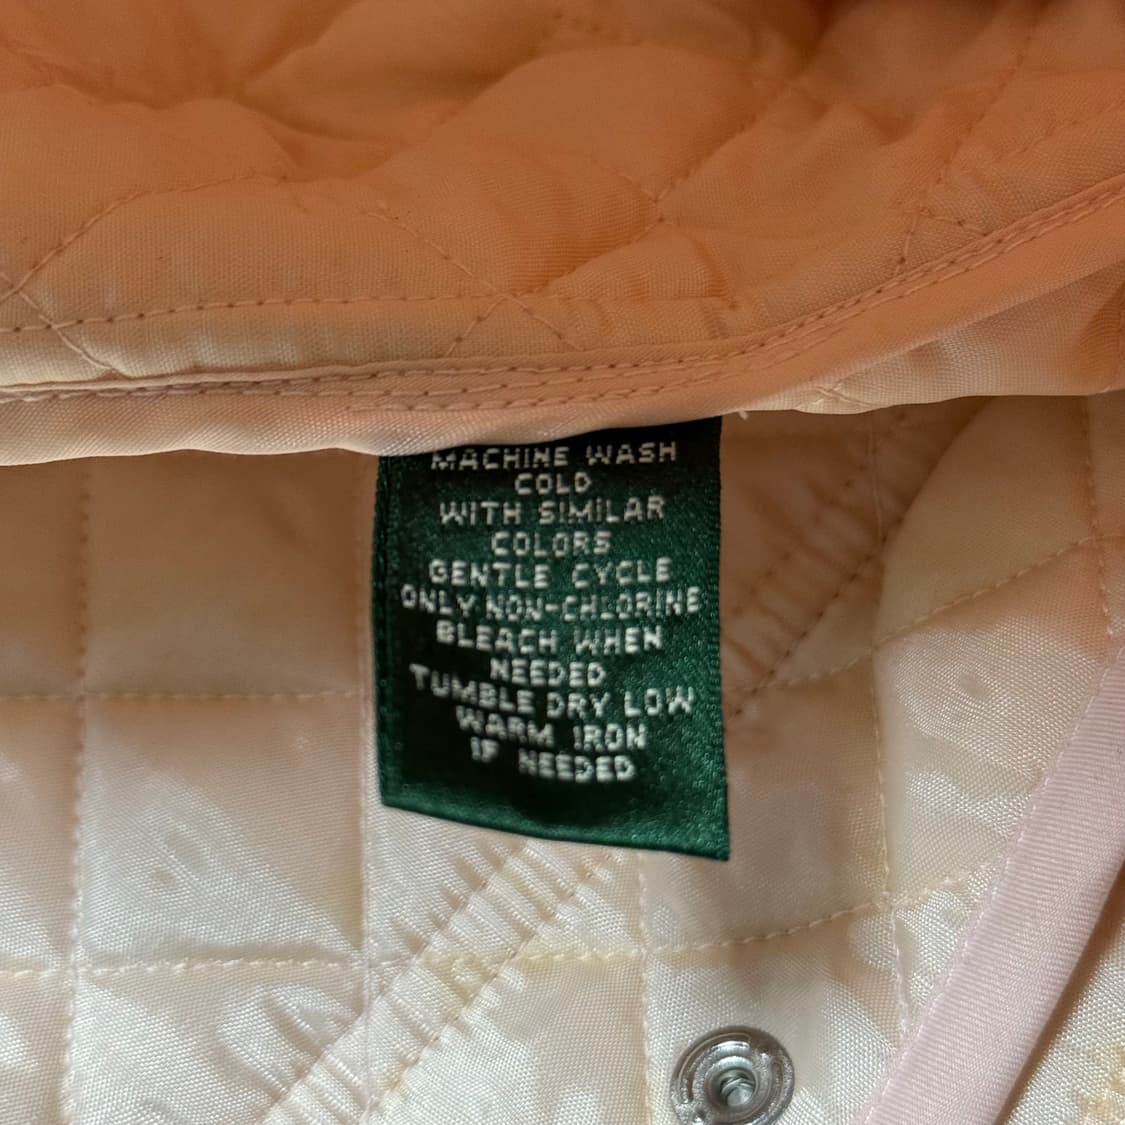 MACHINE WASH
COLD
WITH SIMILAR
COLORS
GENTLE CYCLE
ONLY NON-CHLORINE
BLEACH WHEN
NEEDED
TUMBLE DRY LOW
WARM IRON
IF NEEDED